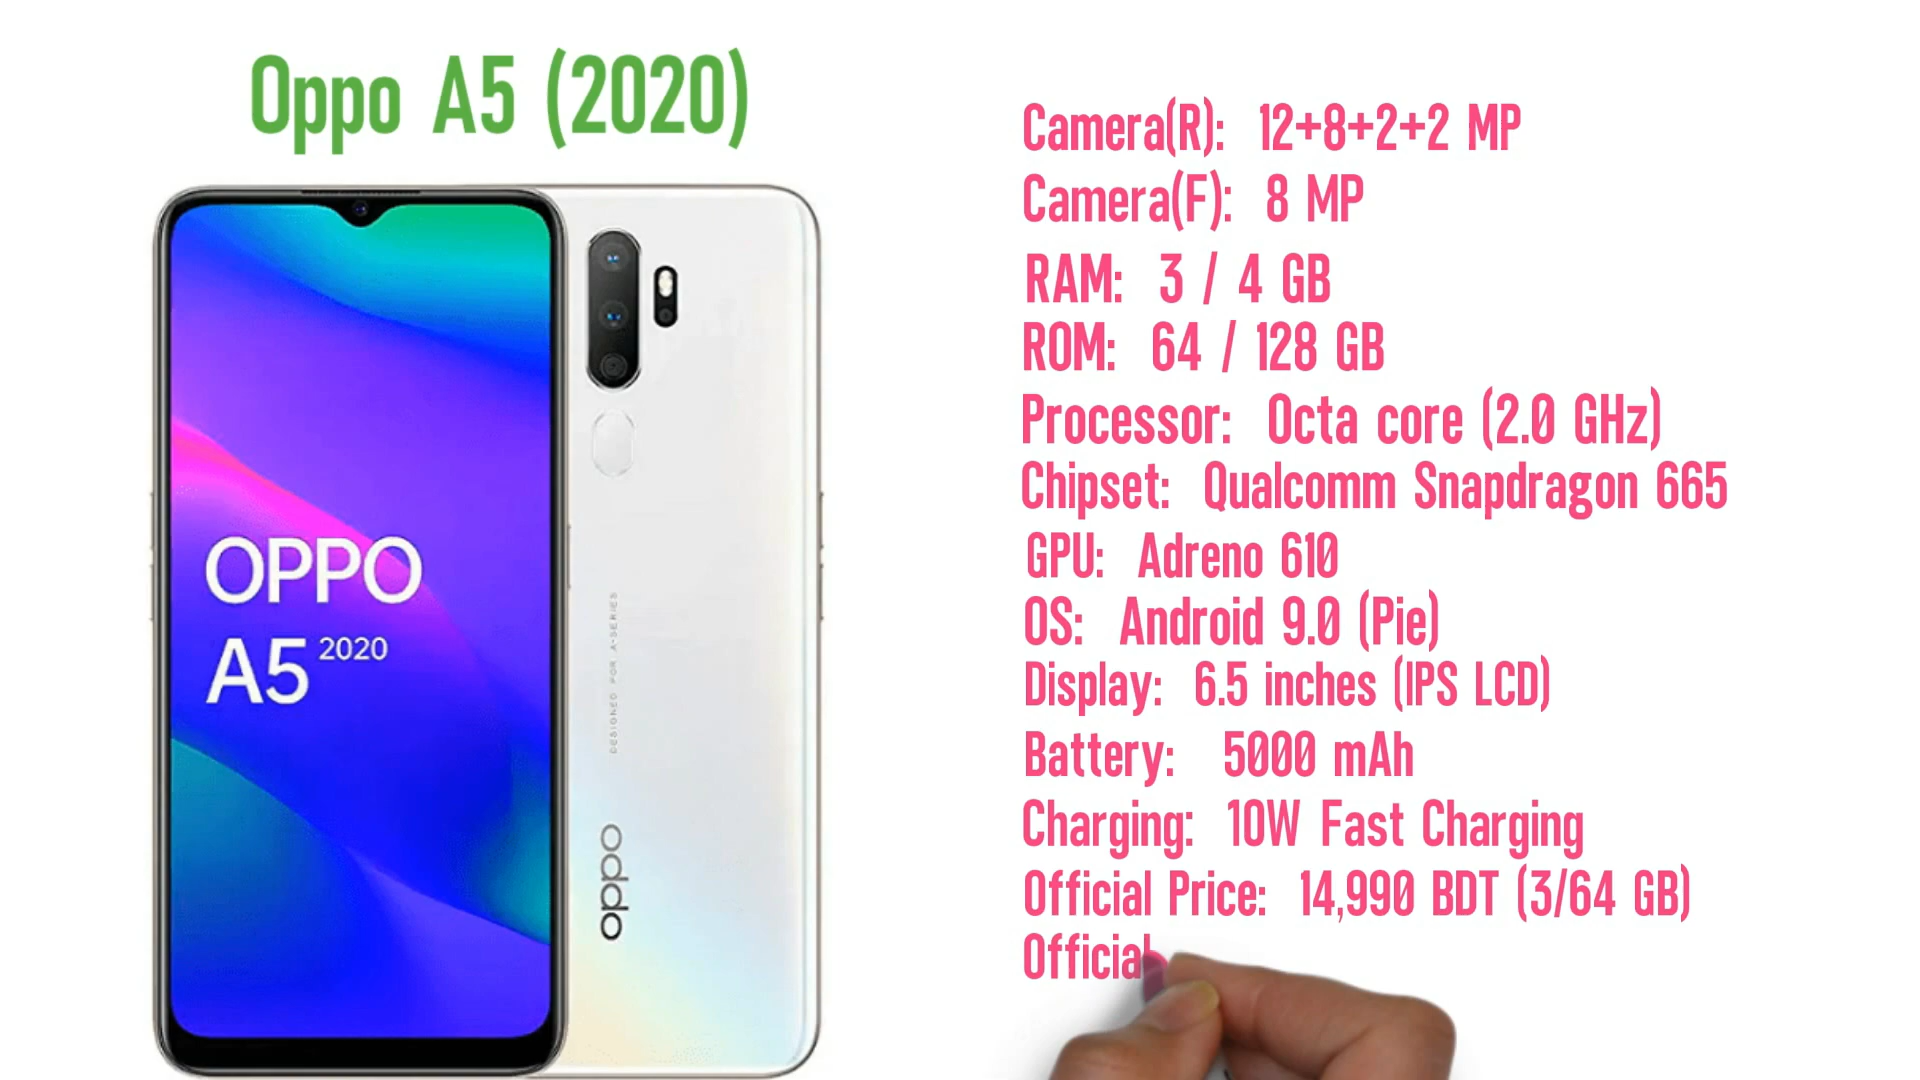 Oppo A5 (2020)
OPPO
A5 2020
DESIGNED FOR A-SERIES
oppo
Camera(R): 12+8+2+2 MP
Camera(F): 8 MP
RAM: 3 / 4 GB
ROM: 64 / 128 GB
Processor: Octa core (2.0 GHz)
Chipset: Qualcomm Snapdragon 665
GPU: Adreno 610
OS: Android 9.0 (Pie)
Display: 6.5 inches (IPS LCD)
Battery: 5000 mAh
Charging: 10W Fast Charging
Official Price: 14,990 BDT (3/64 GB)
Official